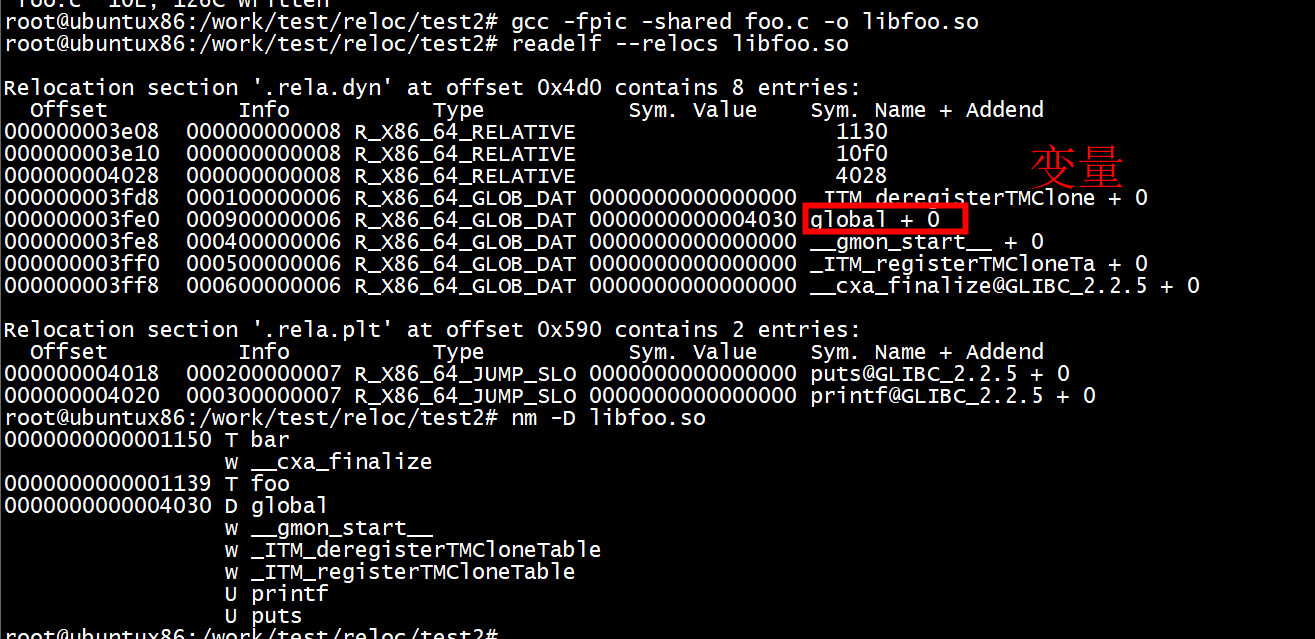 foo.c" 10L, 126C written
root@ubuntux86:/work/test/reloc/test2# gcc -fpic -shared foo.c -o libfoo.so
root@ubuntux86:/work/test/reloc/test2# readelf --relocs libfoo.so
Relocation section '.rela.dyn' at offset 0x4d0 contains 8 entries:
Offset Info Type Sym. Value Sym. Name + Addend
000000003e08 000000000008 R_X86_64_RELATIVE 1130
000000003e10 000000000008 R_X86_64_RELATIVE 10f0
000000004028 000000000008 R_X86_64_RELATIVE 4028
变量
000000003fd8 000100000006 R_X86_64_GLOB_DAT 0000000000000000 _ITM_deregisterTMClone + 0
000000003fe0 000900000006 R_X86_64_GLOB_DAT 0000000000004030 global + 0
000000003fe8 000400000006 R_X86_64_GLOB_DAT 0000000000000000 __gmon_start__ + 0
000000003ff0 000500000006 R_X86_64_GLOB_DAT 0000000000000000 _ITM_registerTMCloneTa + 0
000000003ff8 000600000006 R_X86_64_GLOB_DAT 0000000000000000 __cxa_finalize@GLIBC_2.2.5 + 0
Relocation section '.rela.plt' at offset 0x590 contains 2 entries:
Offset Info Type Sym. Value Sym. Name + Addend
000000004018 000200000007 R_X86_64_JUMP_SLO 0000000000000000 puts@GLIBC_2.2.5 + 0
000000004020 000300000007 R_X86_64_JUMP_SLO 0000000000000000 printf@GLIBC_2.2.5 + 0
root@ubuntux86:/work/test/reloc/test2# nm -D libfoo.so
0000000000001150 T bar
w __cxa_finalize
0000000000001139 T foo
0000000000004030 D global
w __gmon_start__
w _ITM_deregisterTMCloneTable
w _ITM_registerTMCloneTable
U printf
U puts
root@ubuntux86:/work/test/reloc/test2#